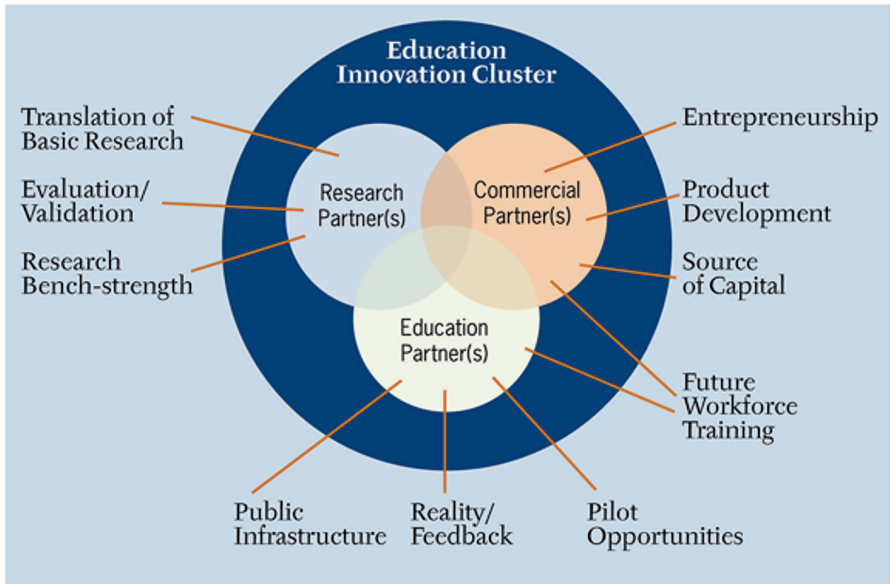 Education
Innovation Cluster
Translation of
Basic Research
Evaluation/
Validation
Research
Bench-strength
Research
Partner(s)
Commercial
Partner(s)
Education
Partner(s)
Entrepreneurship
Product
Development
Source
of Capital
Future
Workforce
Training
Public
Infrastructure
Reality/
Feedback
Pilot
Opportunities